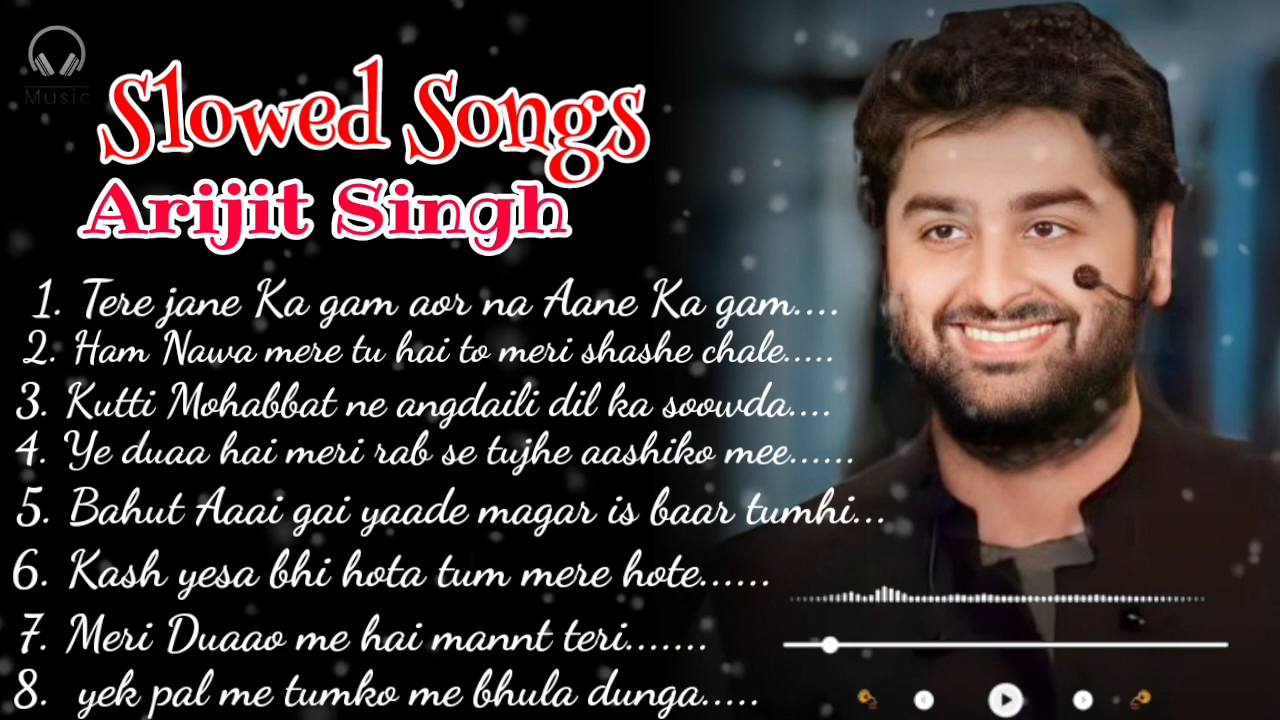 Music
Slowed Songs
Arijit Singh
1. Tere jane Ka gam aor na Aane Ka gam....
2. Ham Nawa mere tu hai to meri shashe chale.....
3. Kutti Mohabbat ne angdaili dil ka soowda....
4. Ye duaa hai meri rab se tujhe aashiko mee......
5. Bahut Aaai gai yaade magar is baar tumhi...
6. Kash yesa bhi hota tum mere hote......
7. Meri Duaao me hai mannt teri.......
8. yek pal me tumko me bhula dunga.....